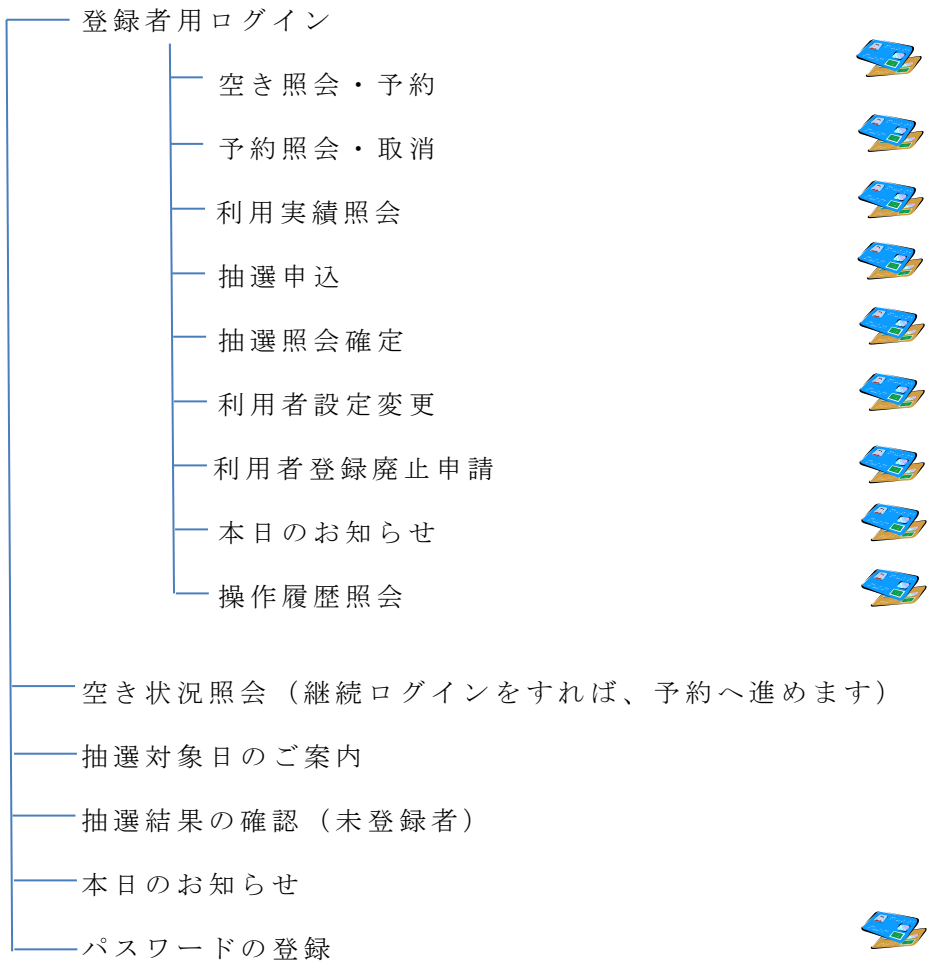 登録者用ログイン
空き照会・予約
予約照会・取消
利用実績照会
抽選申込
抽選照会確定
利用者設定変更
利用者登録廃止申請
本日のお知らせ
操作履歴照会
空き状況照会（継続ログインをすれば、予約へ進めます）
抽選対象日のご案内
抽選結果の確認（未登録者）
本日のお知らせ
パスワードの登録